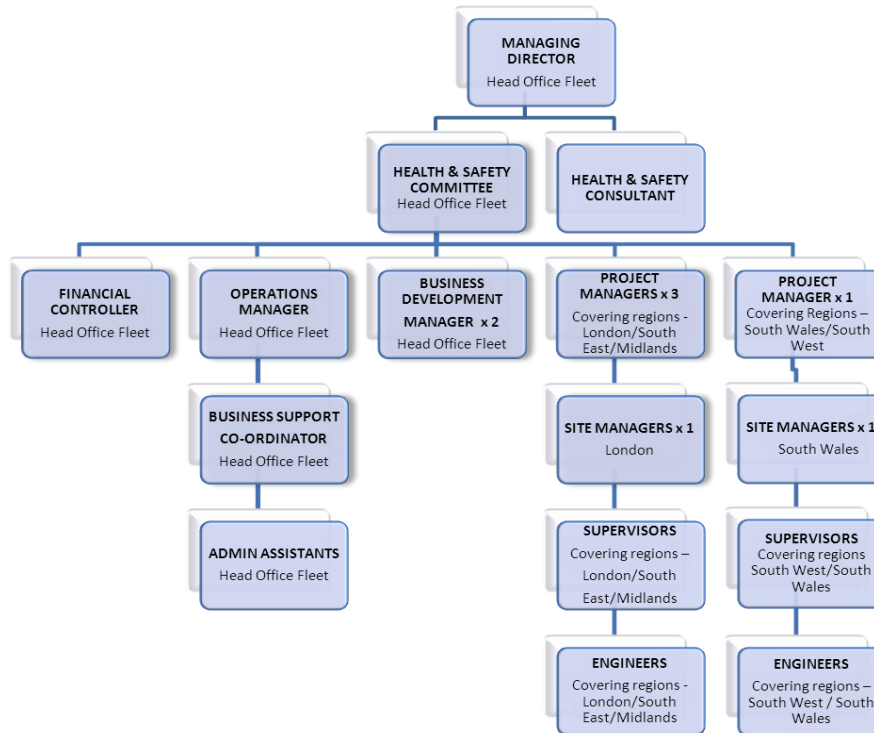 MANAGING
DIRECTOR
Head Office Fleet
HEALTH & SAFETY
COMMITTEE
Head Office Fleet
HEALTH & SAFETY
CONSULTANT
FINANCIAL
CONTROLLER
Head Office Fleet
OPERATIONS
MANAGER
Head Office Fleet
BUSINESS
DEVELOPMENT
MANAGER x 2
Head Office Fleet
PROJECT
MANAGERS x 3
Covering regions -
London/South
East/Midlands
PROJECT
MANAGER x 1
Covering Regions –
South Wales/South
West
BUSINESS SUPPORT
CO-ORDINATOR
Head Office Fleet
SITE MANAGERS x 1
London
SITE MANAGERS x 1
South Wales
ADMIN ASSISTANTS
Head Office Fleet
SUPERVISORS
Covering regions –
London/South
East/Midlands
SUPERVISORS
Covering regions
South West/South
Wales
ENGINEERS
Covering regions -
London/South
East/Midlands
ENGINEERS
Covering regions –
South West / South
Wales